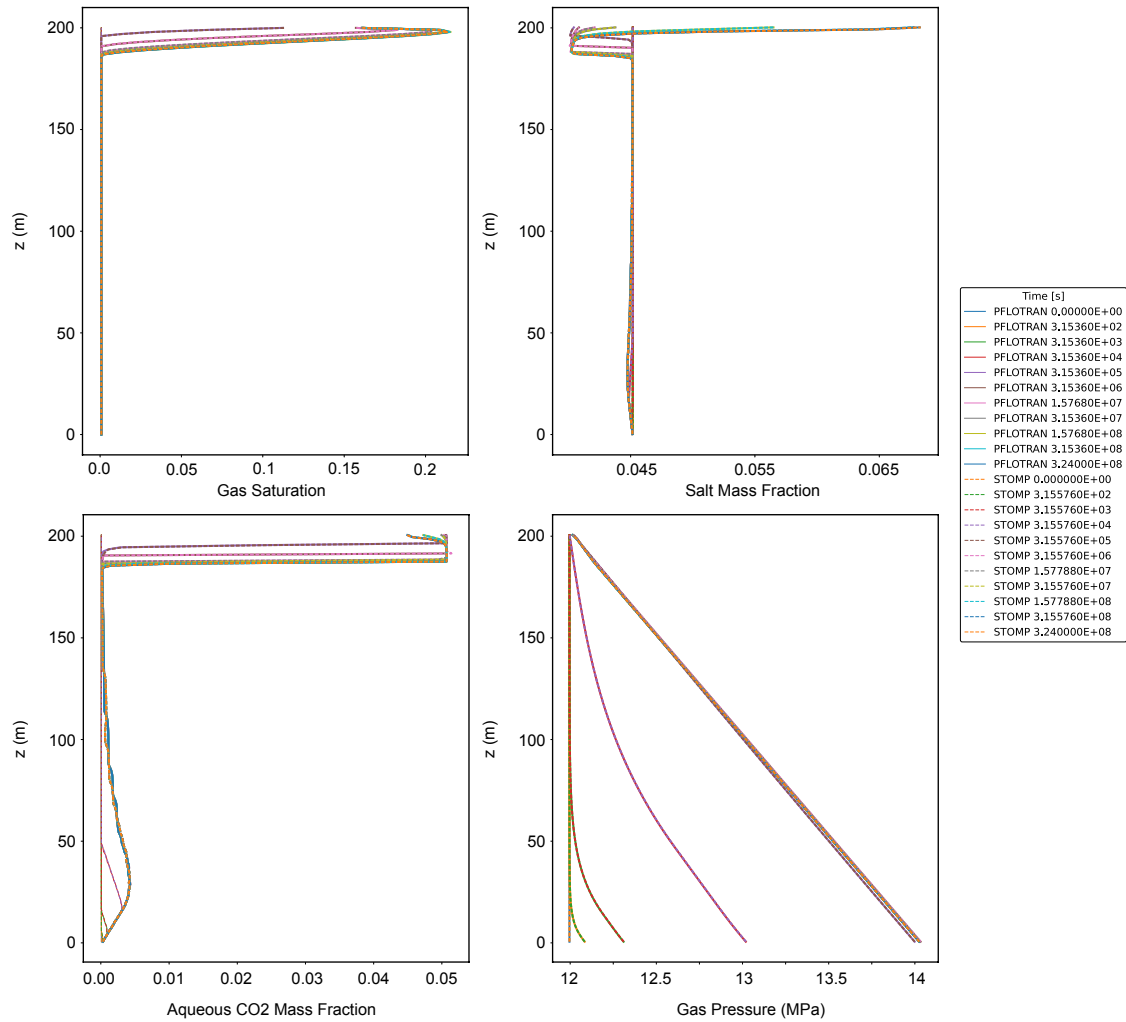 200
150
100
50
0
z (m)
0.0 0.05 0.1 0.15 0.2
Gas Saturation
200
150
200
50
0
z (m)
0.045 0.055 0.065
Salt Mass Fraction
200
150
100
50
0
z (m)
0.00 0.01 0.02 0.03 0.04 0.05
Aqueous CO2 Mass Fraction
200
150
100
50
0
z (m)
12 12.5 13 13.5 14
Gas Pressure (MPa)
Time [s]
PFLOTRAN 0.00000E+00
PFLOTRAN 3.15360E+02
PFLOTRAN 3.15360E+03
PFLOTRAN 3.15360E+04
PFLOTRAN 3.15360E+05
PFLOTRAN 3.15360E+06
PFLOTRAN 1.57680E+07
PFLOTRAN 3.15360E+07
PFLOTRAN 1.57680E+08
PFLOTRAN 3.15360E+08
PFLOTRAN 3.24000E+08
STOMP 0.000000E+00
STOMP 3.155760E+02
STOMP 3.155760E+03
STOMP 3.155760E+04
STOMP 3.155760E+05
STOMP 3.155760E+06
STOMP 1.577880E+07
STOMP 3.155760E+07
STOMP 1.577880E+08
STOMP 3.155760E+08
STOMP 3.240000E+08